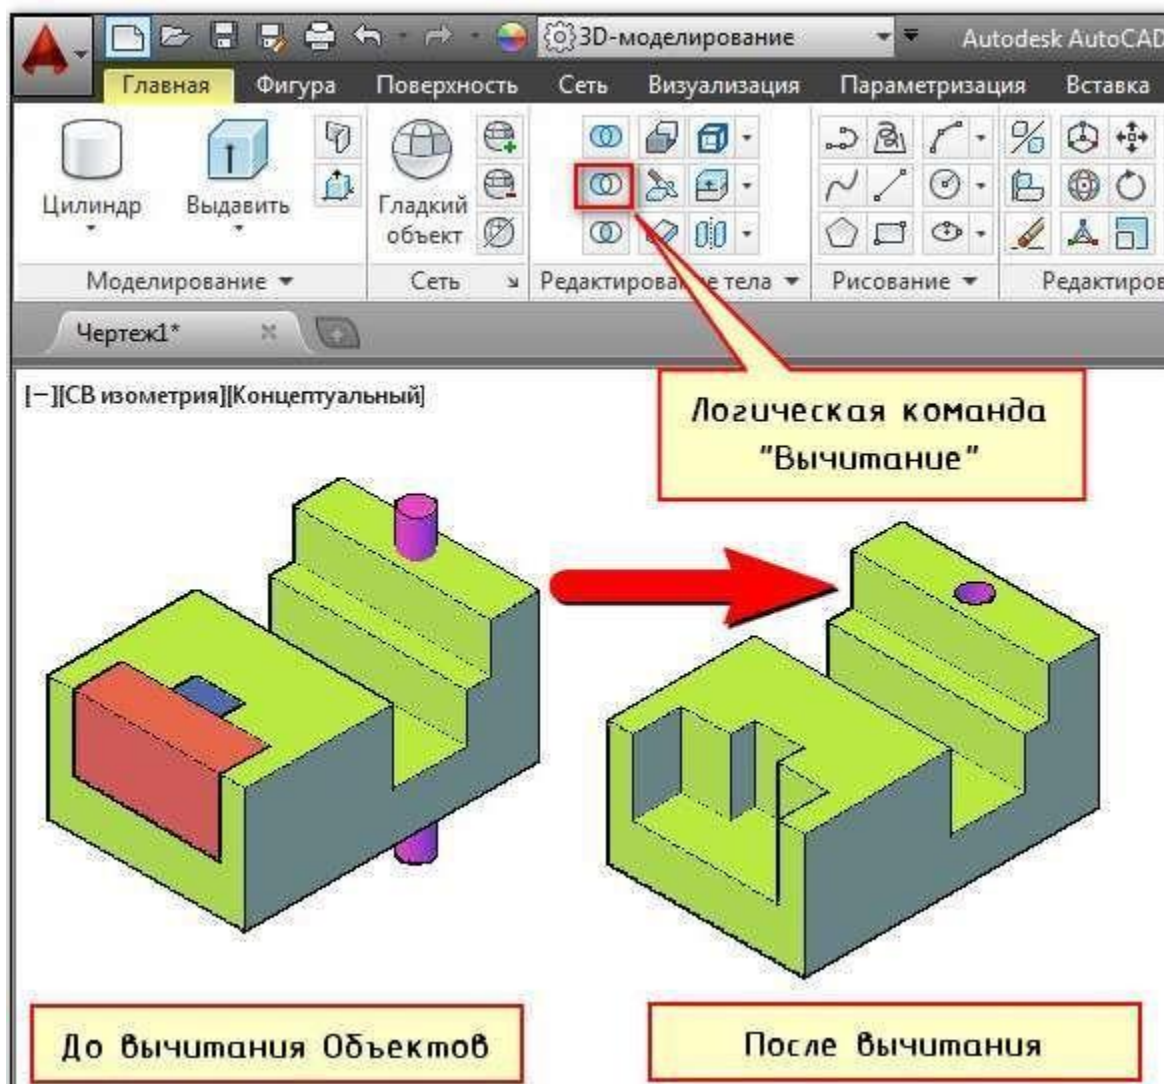 3D-моделирование
Autodesk AutoCAD
Главная Фигура Поверхность Сеть Визуализация Параметризация Вставка
Цилиндр
Выдавить
Гладкий
объект
Моделирование
Сеть
Редактирование тела
Рисование
Редактиров
Чертеж1*
[−][СВ изометрия][Концептуальный]
Логическая команда
"Вычитание"
До вычитания Объектов
После вычитания